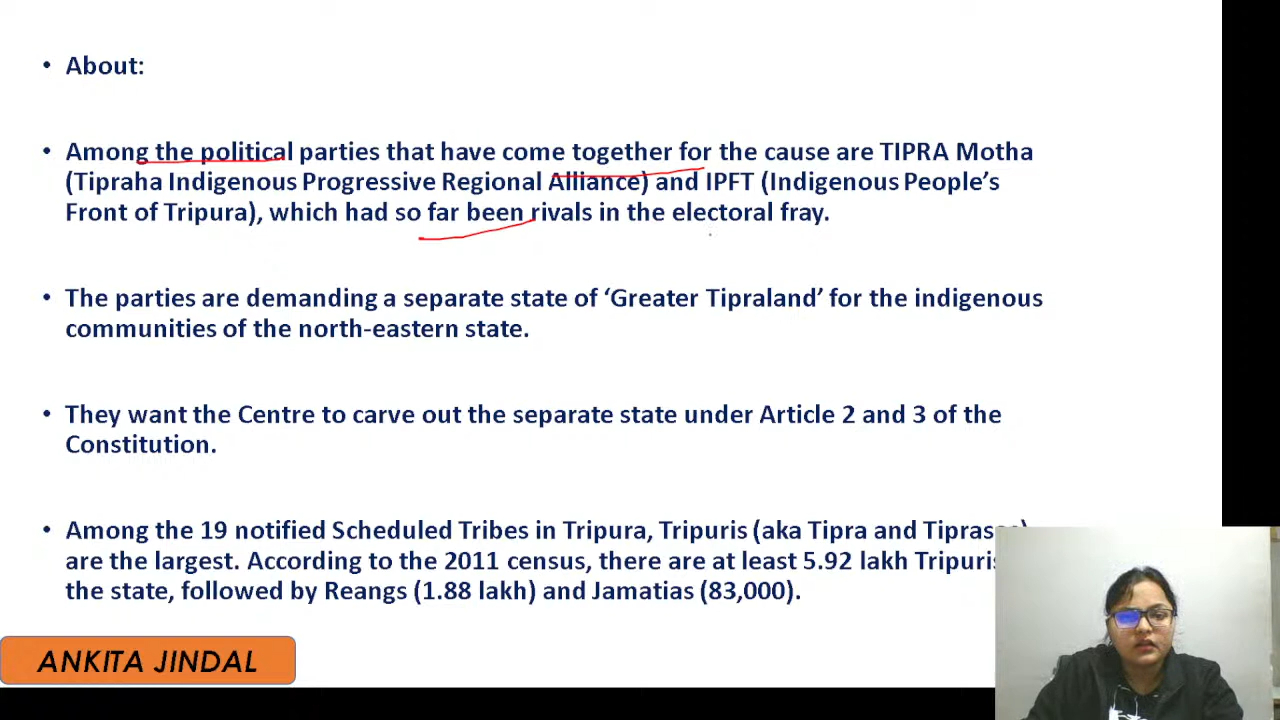 • About:
• Among the political parties that have come together for the cause are TIPRA Motha
(Tipraha Indigenous Progressive Regional Alliance) and IPFT (Indigenous People's
Front of Tripura), which had so far been rivals in the electoral fray.
• The parties are demanding a separate state of ‘Greater Tipraland’ for the indigenous
communities of the north-eastern state.
• They want the Centre to carve out the separate state under Article 2 and 3 of the
Constitution.
• Among the 19 notified Scheduled Tribes in Tripura, Tripuris (aka Tipra and
are the largest. According to the 2011 census, there are at least 5.92 lakh Tripuris
the state, followed by Reangs (1.88 lakh) and Jamatias (83,000).
ANKITA JINDAL